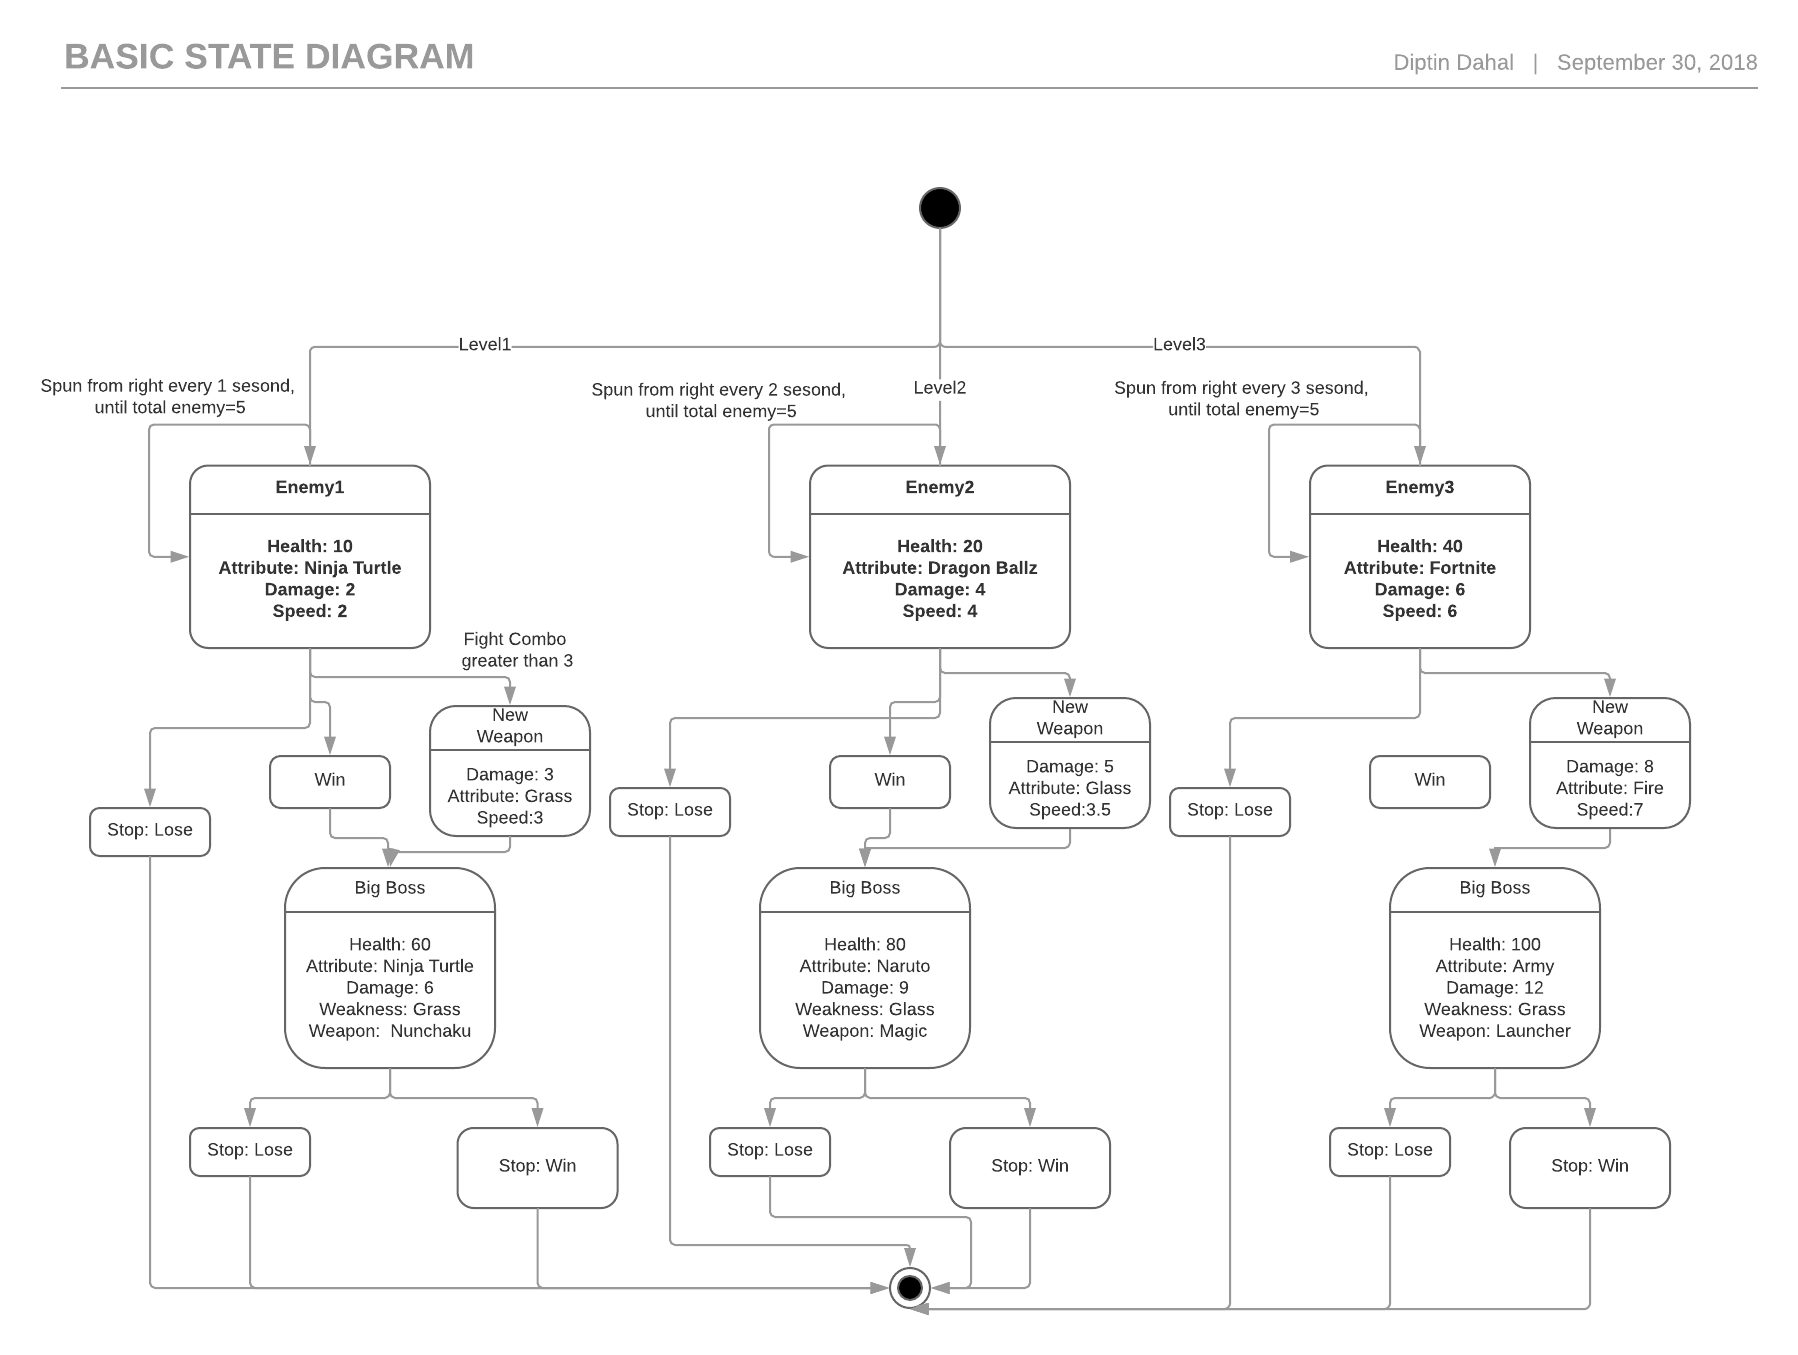 BASIC STATE DIAGRAM
Diptin Dahal | September 30, 2018
Level1
Level3
Spun from right every 1 sesond,
until total enemy=5
Spun from right every 2 sesond,
until total enemy=5
Level2
Spun from right every 3 sesond,
until total enemy=5
Enemy1
Health: 10
Attribute: Ninja Turtle
Damage: 2
Speed: 2
Enemy2
Health: 20
Attribute: Dragon Ballz
Damage: 4
Speed: 4
Enemy3
Health: 40
Attribute: Fortnite
Damage: 6
Speed: 6
Fight Combo
greater than 3
New
Weapon
Damage: 3
Attribute: Grass
Speed:3
New
Weapon
Damage: 5
Attribute: Glass
Speed:3.5
New
Weapon
Damage: 8
Attribute: Fire
Speed:7
Stop: Lose
Win
Stop: Lose
Win
Stop: Lose
Win
Big Boss
Health: 60
Attribute: Ninja Turtle
Damage: 6
Weakness: Grass
Weapon:  Nunchaku
Big Boss
Health: 80
Attribute: Naruto
Damage: 9
Weakness: Glass
Weapon: Magic
Big Boss
Health: 100
Attribute: Army
Damage: 12
Weakness: Grass
Weapon: Launcher
Stop: Lose
Stop: Win
Stop: Lose
Stop: Win
Stop: Lose
Stop: Win